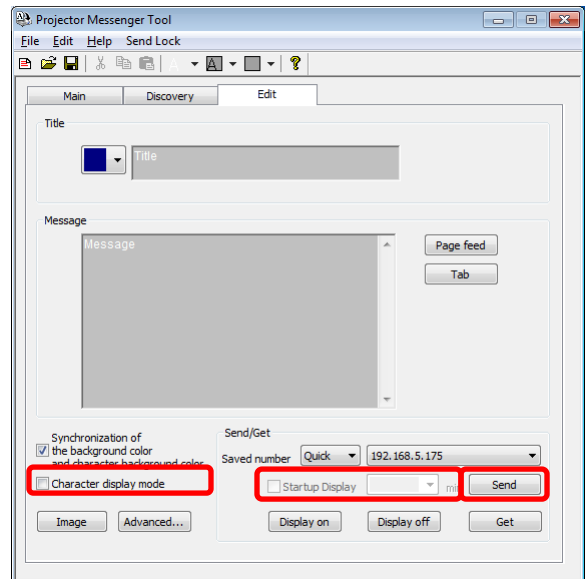 Projector Messenger Tool
File Edit Help Send Lock
A A
Main Discovery Edit
Title
Title
Message
Message
Page feed
Tab
Synchronization of
the background color
and character background color
Character display mode
Send/Get
Saved number Quick 192.168.5.175
Startup Display Send
Image Advanced... Display on Display off Get